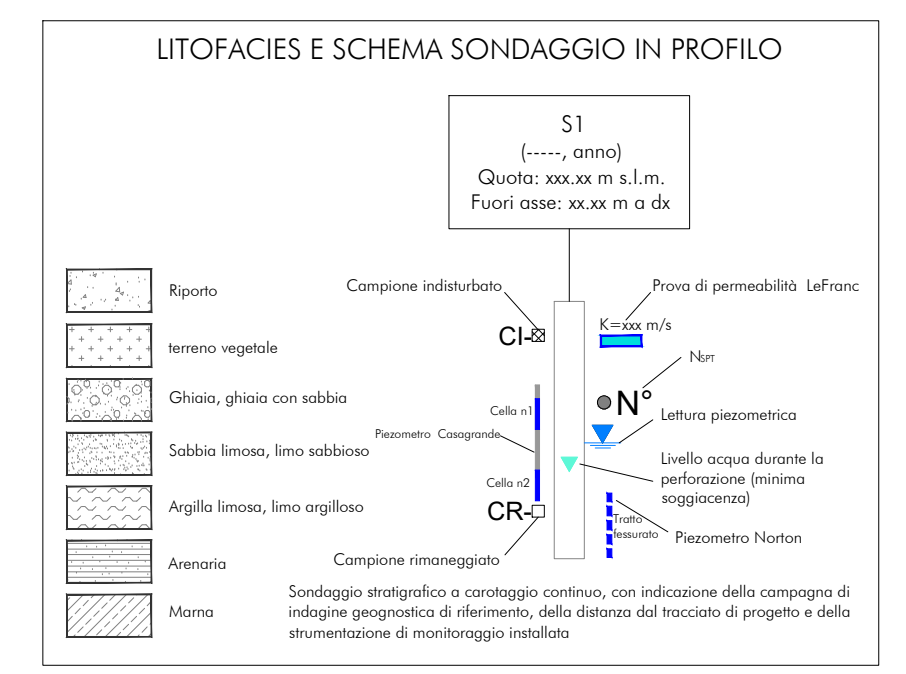 LITOFACIES E SCHEMA SONDAGGIO IN PROFILO
S1
(-----, anno)
Quota: xxx.xx m s.l.m.
Fuori asse: xx.xx m a dx
Riporto
terreno vegetale
Ghiaia, ghiaia con sabbia
Sabbia limosa, limo sabbioso
Argilla limosa, limo argilloso
Arenaria
Marna
Campione indisturbato
CI-
Cella n1
Piezometro Casagrande
Cella n2
CR-
Campione rimaneggiato
Prova di permeabilità LeFranc
K=xxx m/s
NSPT
N°
Lettura piezometrica
Livello acqua durante la
perforazione (minima
soggiacenza)
Tratto
fessurato
Piezometro Norton
Sondaggio stratigrafico a carotaggio continuo, con indicazione della campagna di
indagine geognostica di riferimento, della distanza dal tracciato di progetto e della
strumentazione di monitoraggio installata